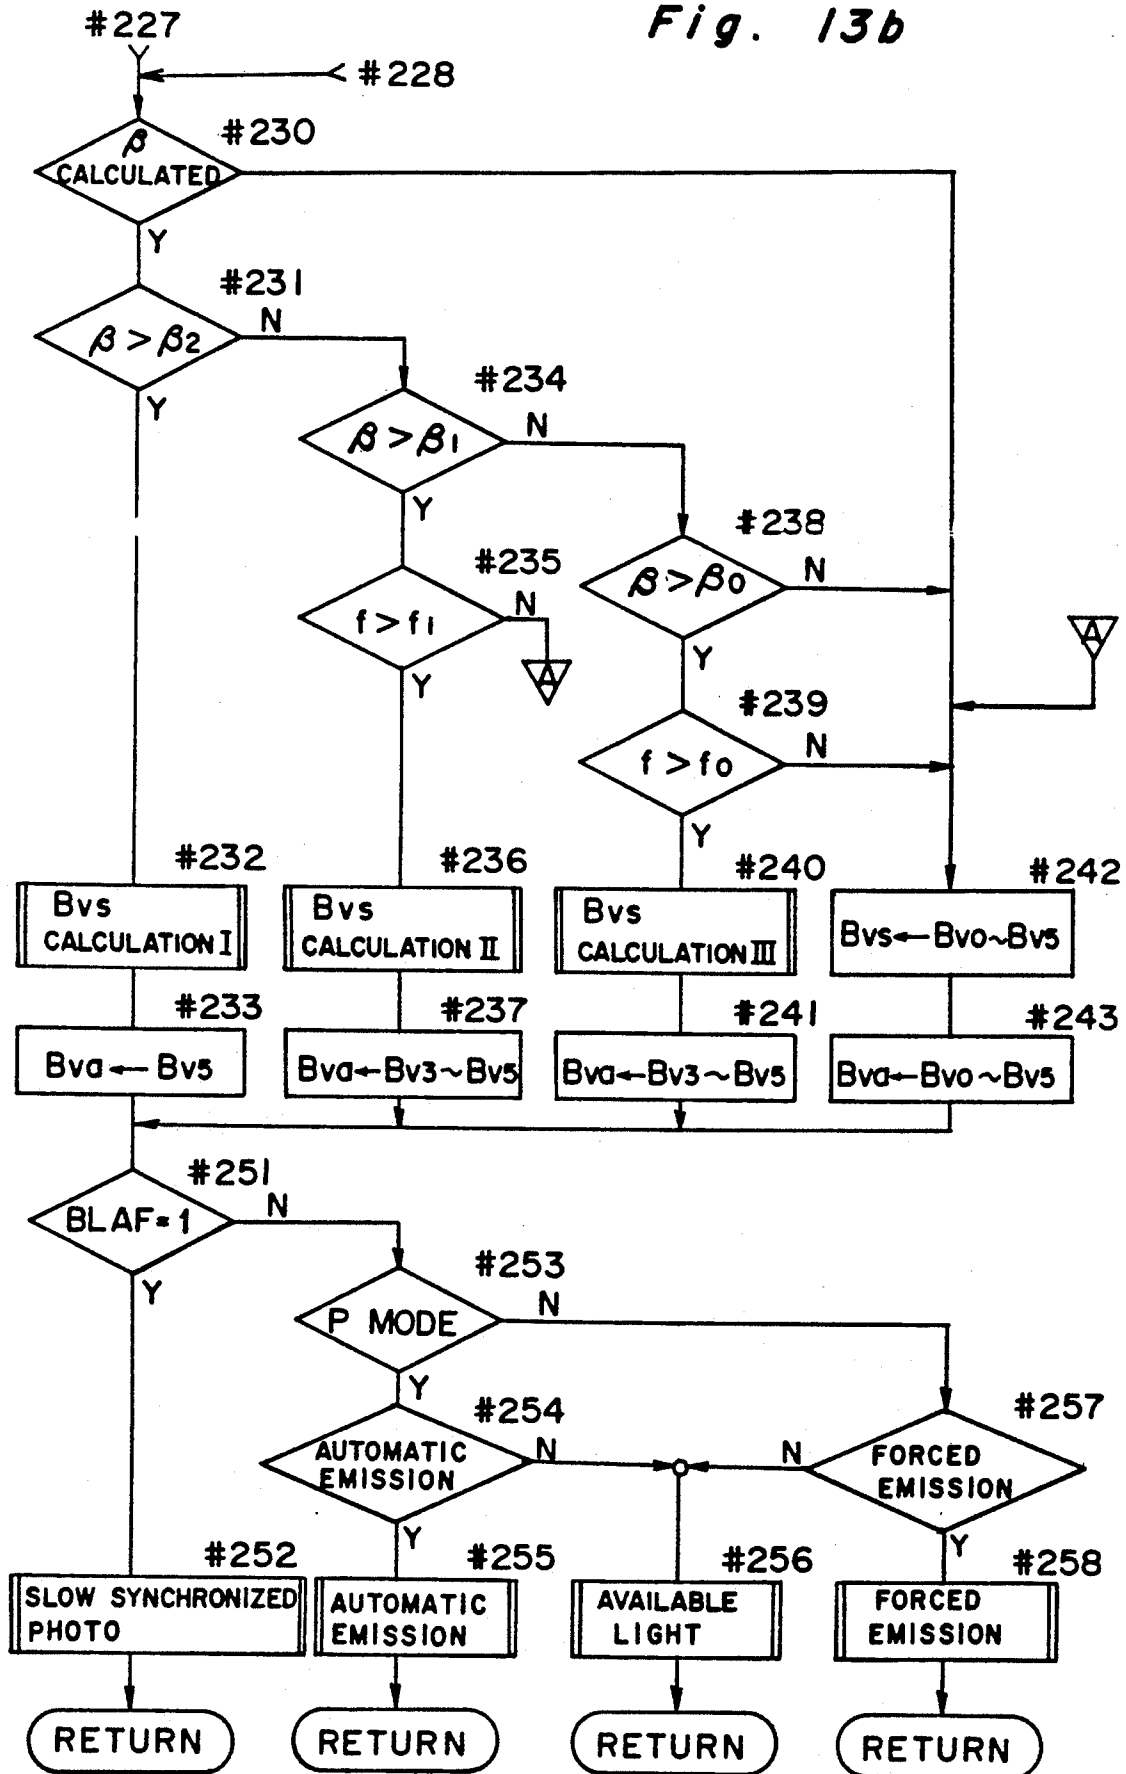 Fig. 13b
#227
#228
#230
β
CALCULATED
Y
#231
β > β2
N
Y
#234
β > β1
N
Y
#238
β > β0
N
Y
#235
f > f1
N
A
Y
A
#239
f > f0
N
Y
#232
Bvs
CALCULATION I
#236
Bvs
CALCULATION II
#240
Bvs
CALCULATION III
#242
Bvs←Bv0~Bv5
#233
Bva ← Bv5
#237
Bva←Bv3~Bv5
#241
Bva←Bv3~Bv5
#243
Bva←Bv0~Bv5
#251
BLAF=1
N
Y
#253
P MODE
N
Y
#254
AUTOMATIC
EMISSION
N
Y
#257
FORCED
EMISSION
N
Y
#252
SLOW SYNCHRONIZED
PHOTO
#255
AUTOMATIC
EMISSION
#256
AVAILABLE
LIGHT
#258
FORCED
EMISSION
RETURN
RETURN
RETURN
RETURN